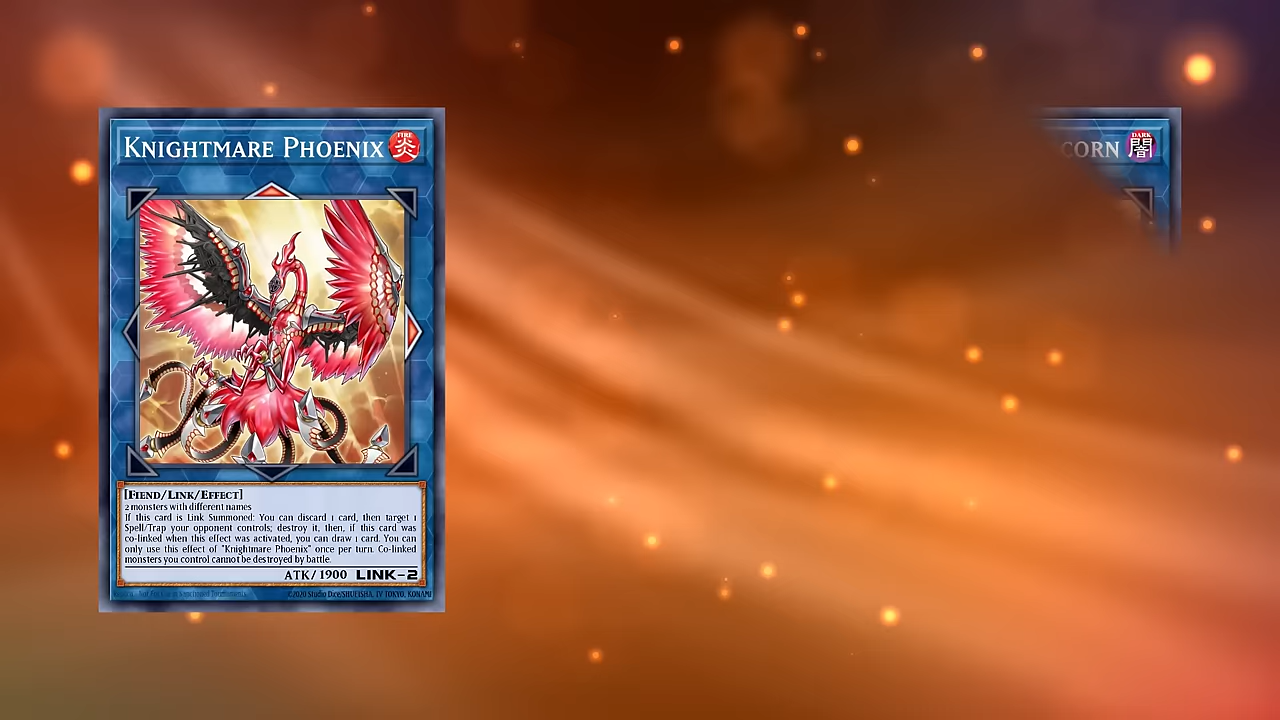 KNIGHTMARE PHOENIX
FIRE
炎
CORN
DARK
闇
[FIEND/LINK/EFFECT]
2 monsters with different names
If this card is Link Summoned: You can discard 1 card, then target 1
Spell/Trap your opponent controls; destroy it, then, if this card was
co-linked when this effect was activated, you can draw 1 card. You can
only use this effect of "Knightmare Phoenix" once per turn. Co-linked
monsters you control cannot be destroyed by battle.
ATK/1900 LINK-2
©2020 Studio Dice/SHUEISHA, TV TOKYO, KONAMI